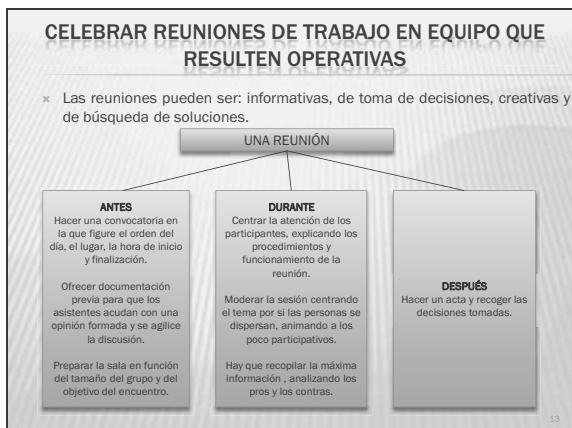 CELEBRAR REUNIONES DE TRABAJO EN EQUIPO QUE
RESULTEN OPERATIVAS
Las reuniones pueden ser: informativas, de toma de decisiones, creativas y
de búsqueda de soluciones.
UNA REUNIÓN
ANTES
Hacer una convocatoria en
la que figure el orden del
día, el lugar, la hora de inicio
y finalización.
Ofrecer documentación
previa para que los
asistentes acudan con una
opinión formada y se agilice
la discusión.
Preparar la sala en función
del tamaño del grupo y del
objetivo del encuentro.
DURANTE
Centrar la atención de los
participantes, explicando los
procedimientos y
funcionamiento de la
reunión.
Moderar la sesión centrando
el tema por si las personas se
dispersan, animando a los
poco participativos.
Hay que recopilar la máxima
información , analizando los
pros y los contras.
DESPUÉS
Hacer un acta y recoger las
decisiones tomadas.
13